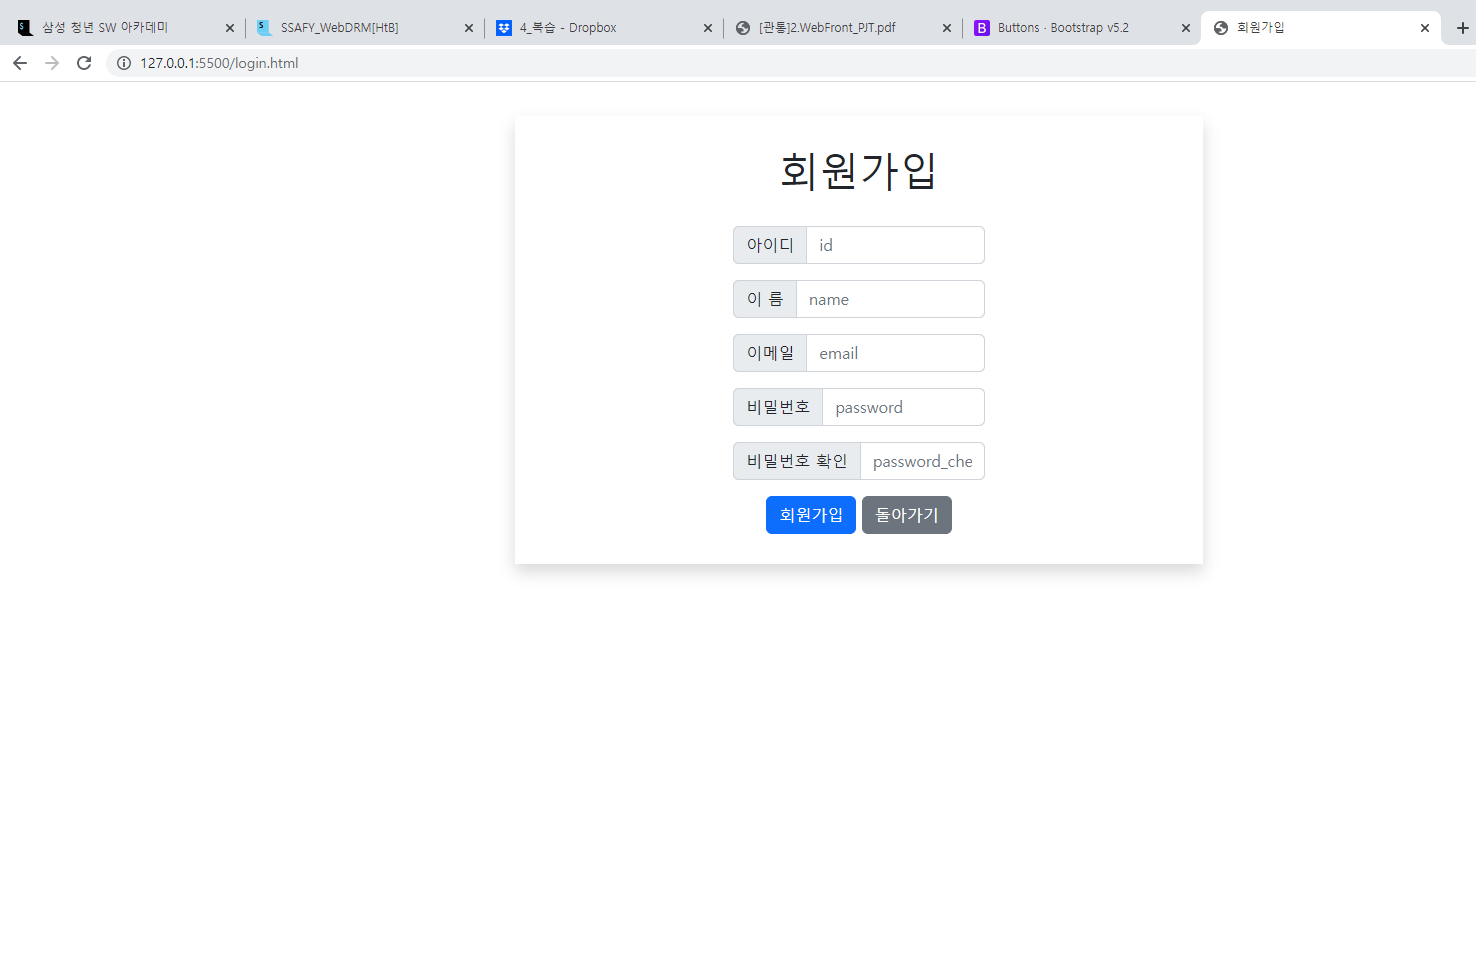 삼성 청년 SW 아카데미
SSAFY_WebDRM[HtB]
4_복습 - Dropbox
[관통]2.WebFront_PJT.pdf
Buttons · Bootstrap v5.2
회원가입
127.0.0.1:5500/login.html
회원가입
아이디 id
이 름 name
이메일 email
비밀번호 password
비밀번호 확인 password_che
회원가입 돌아가기